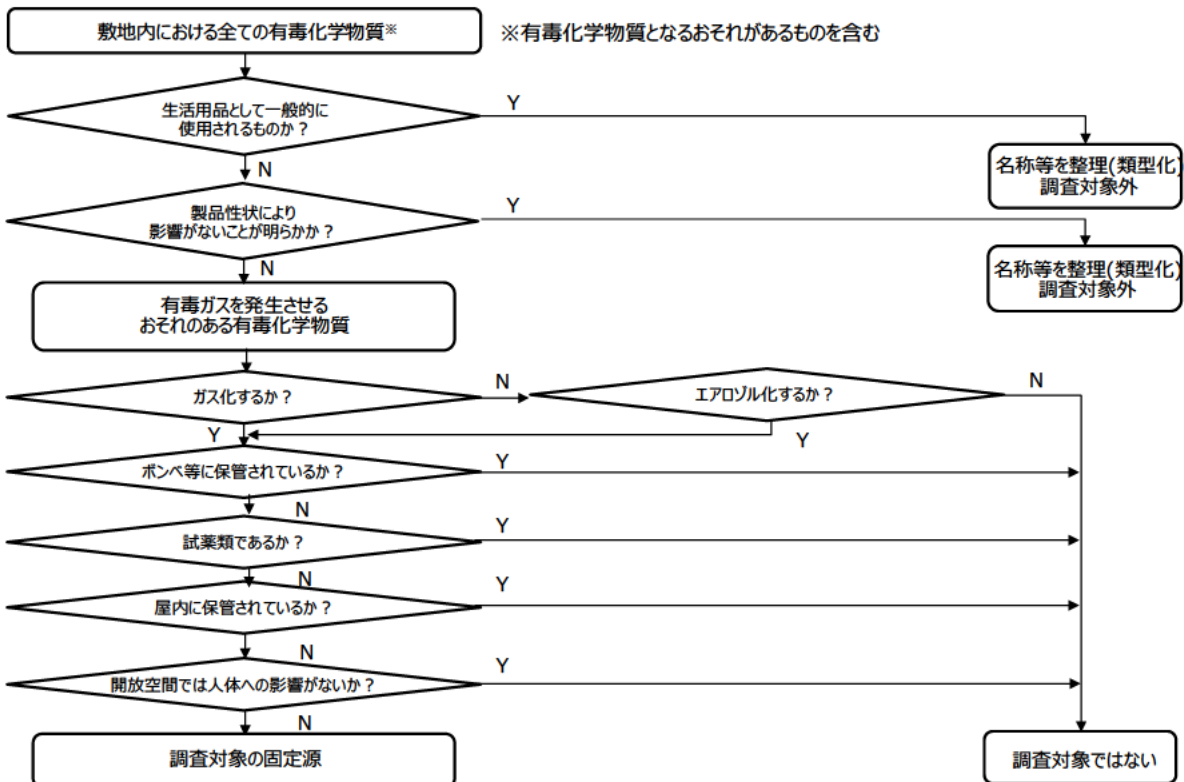 敷地内における全ての有毒化学物質※
※有毒化学物質となるおそれがあるものを含む
生活用品として一般的に
使用されるものか？
Y
N
名称等を整理(類型化)
調査対象外
製品性状により
影響がないことが明らかか？
Y
N
名称等を整理(類型化)
調査対象外
有毒ガスを発生させる
おそれのある有毒化学物質
ガス化するか？
N
エアロゾル化するか？
N
Y
Y
ボンベ等に保管されているか？
Y
N
試薬類であるか？
Y
N
屋内に保管されているか？
Y
N
開放空間では人体への影響がないか？
Y
N
調査対象の固定源
調査対象ではない